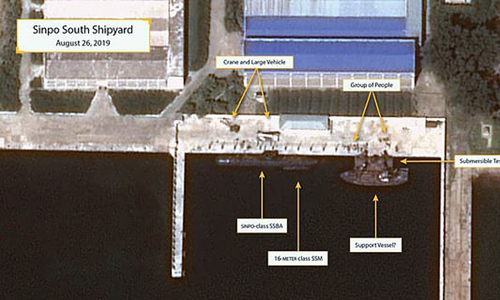 Sinpo South Shipyard
August 26, 2019
Crane and Large Vehicle
Group of People
Submersible Te
SINPO-class SSBA
16-METER class SSM
Support Vessel?